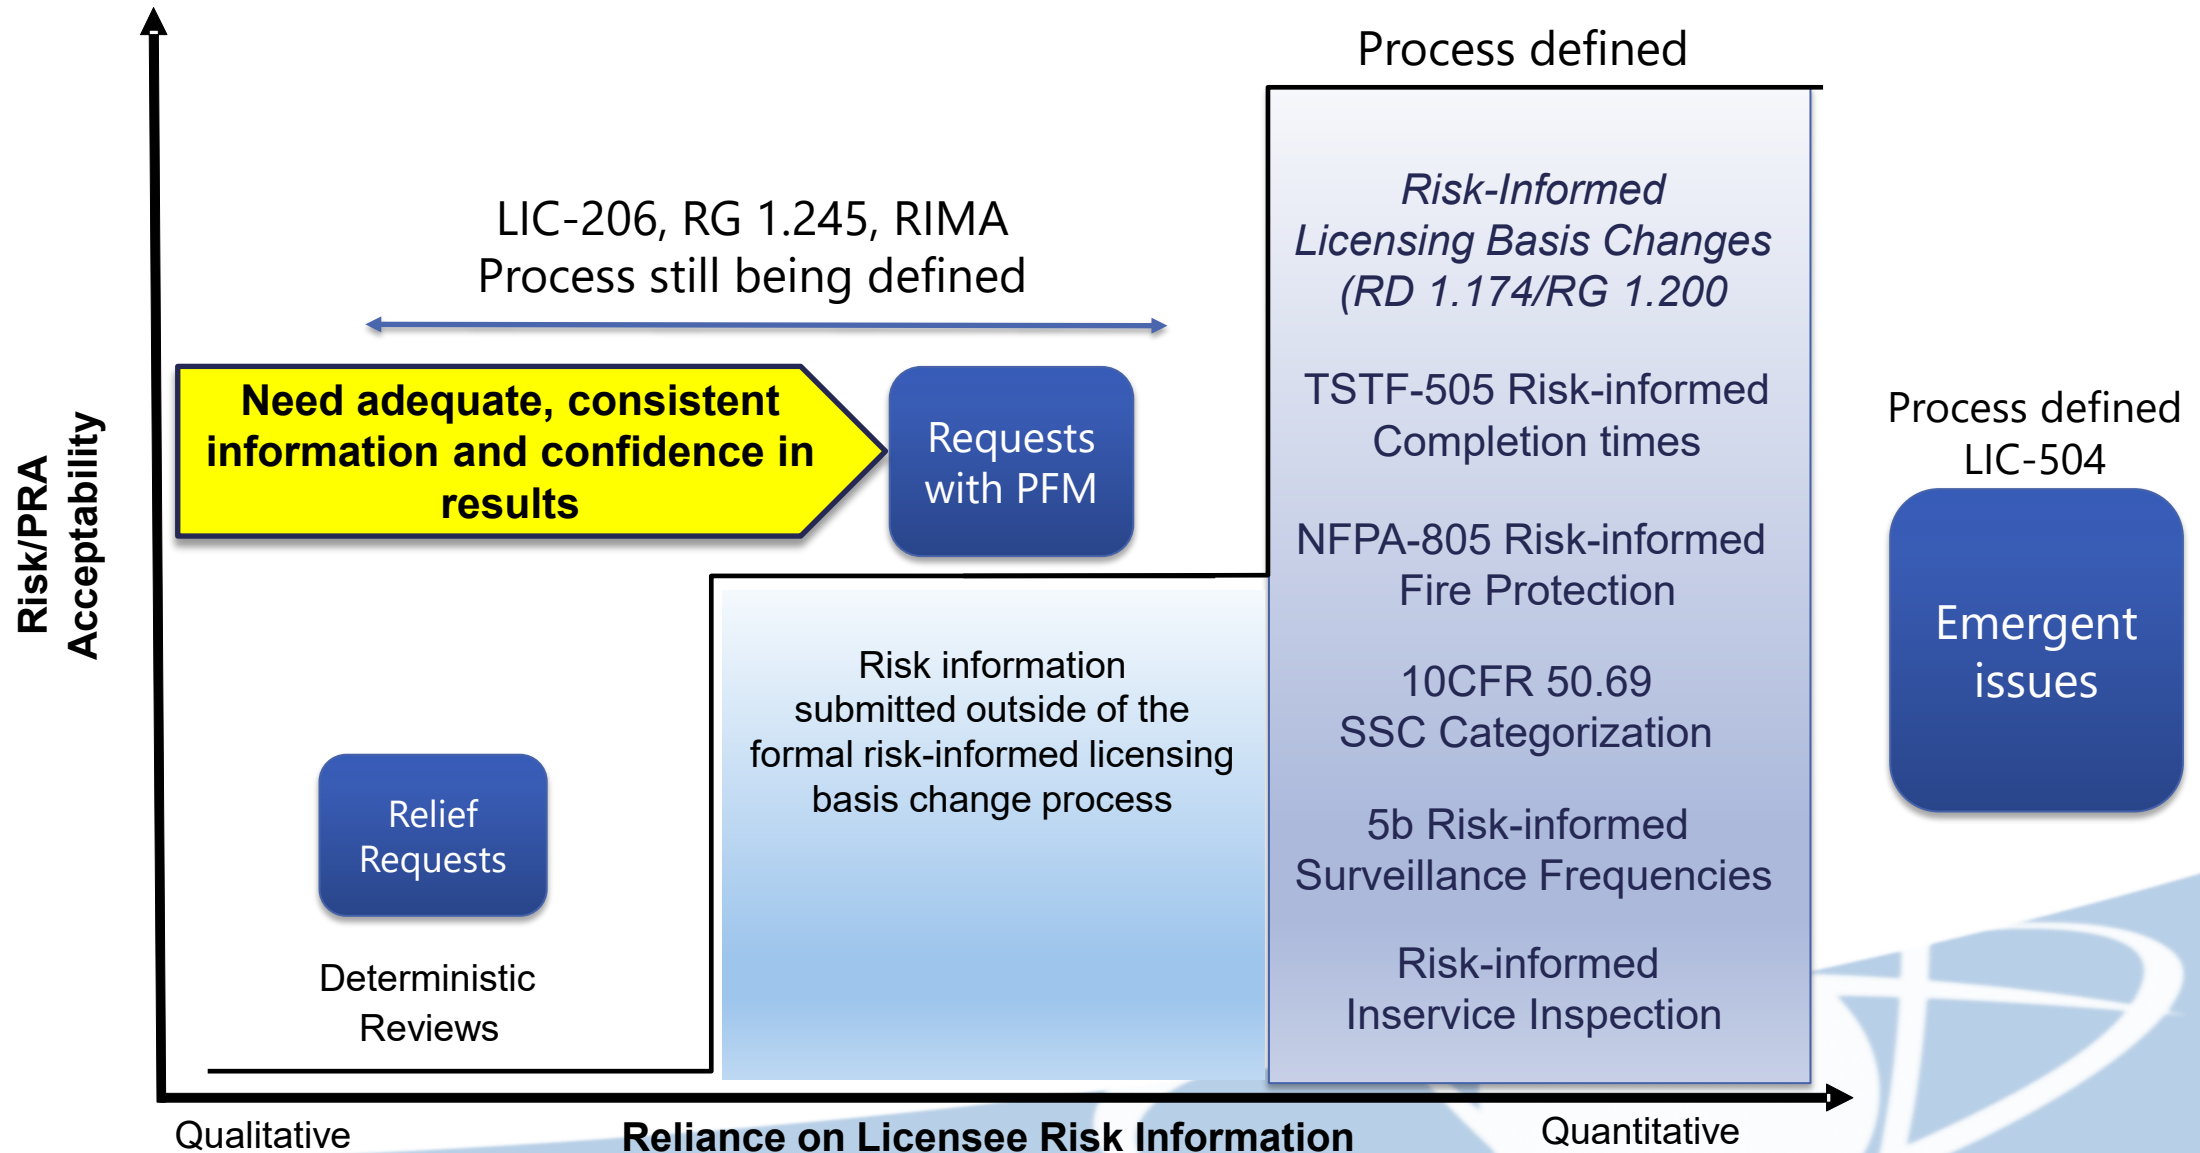 Process defined
LIC-206, RG 1.245, RIMA
Process still being defined
Need adequate, consistent
information and confidence in
results
Requests
with PFM
Risk/PRA
Acceptability
Relief
Requests
Deterministic
Reviews
Risk information
submitted outside of the
formal risk-informed licensing
basis change process
Risk-Informed
Licensing Basis Changes
(RD 1.174/RG 1.200
TSTF-505 Risk-informed
Completion times
NFPA-805 Risk-informed
Fire Protection
10CFR 50.69
SSC Categorization
5b Risk-informed
Surveillance Frequencies
Risk-informed
Inservice Inspection
Process defined
LIC-504
Emergent
issues
Qualitative
Reliance on Licensee Risk Information
Quantitative